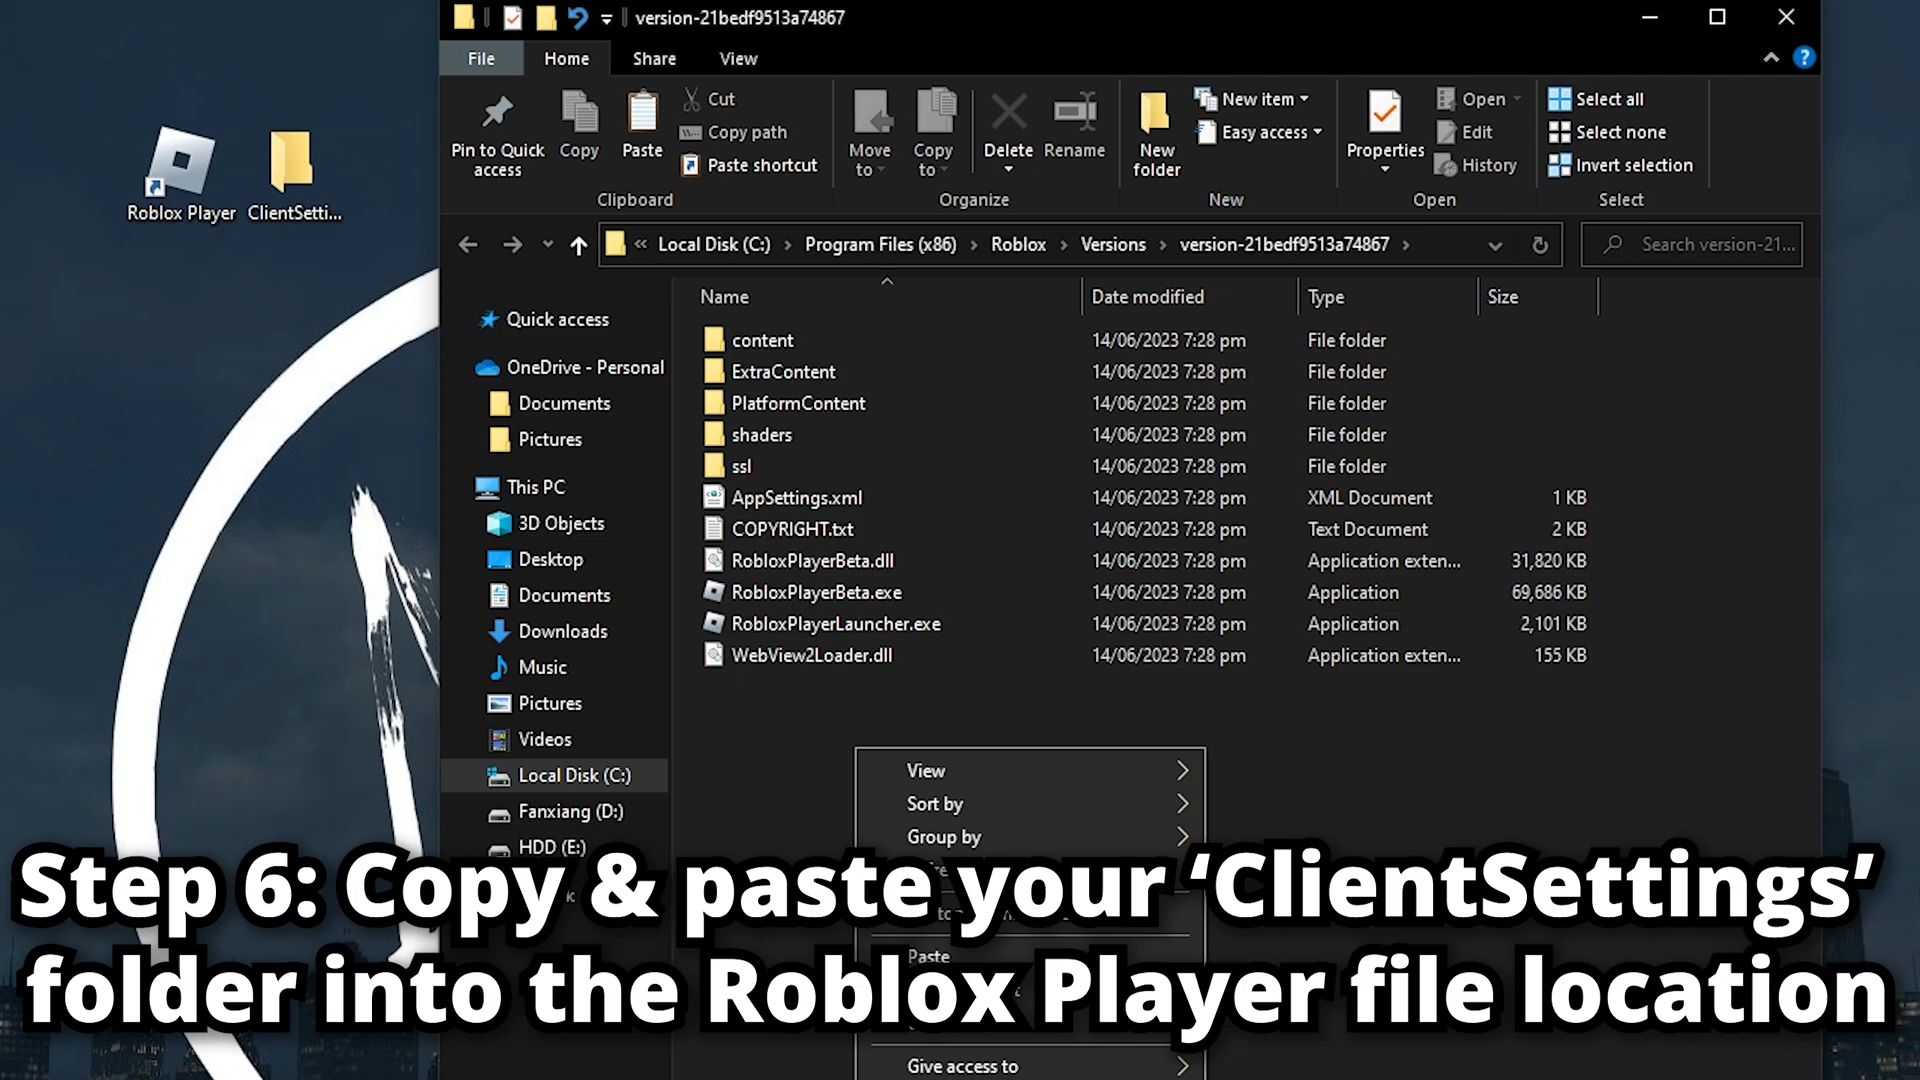 version-21bedf9513a74867
File Home Share View
Pin to Quick access
Copy
Paste
Cut
Copy path
Paste shortcut
Clipboard
Move to
Copy to
Delete
Rename
Organize
New folder
New item
Easy access
New
Properties
Open
Edit
History
Open
Select all
Select none
Invert selection
Select
« Local Disk (C:) › Program Files (x86) › Roblox › Versions › version-21bedf9513a74867 ›
Search version-21...
Roblox Player
ClientSetti...
Quick access
OneDrive - Personal
Documents
Pictures
This PC
3D Objects
Desktop
Documents
Downloads
Music
Pictures
Videos
Local Disk (C:)
Fanxiang (D:)
HDD (E:)
Name Date modified Type Size
content 14/06/2023 7:28 pm File folder
ExtraContent 14/06/2023 7:28 pm File folder
PlatformContent 14/06/2023 7:28 pm File folder
shaders 14/06/2023 7:28 pm File folder
ssl 14/06/2023 7:28 pm File folder
AppSettings.xml 14/06/2023 7:28 pm XML Document 1 KB
COPYRIGHT.txt 14/06/2023 7:28 pm Text Document 2 KB
RobloxPlayerBeta.dll 14/06/2023 7:28 pm Application exten... 31,820 KB
RobloxPlayerBeta.exe 14/06/2023 7:28 pm Application 69,686 KB
RobloxPlayerLauncher.exe 14/06/2023 7:28 pm Application 2,101 KB
WebView2Loader.dll 14/06/2023 7:28 pm Application exten... 155 KB
View
Sort by
Group by
Paste
Give access to
Step 6: Copy & paste your ‘ClientSettings’
folder into the Roblox Player file location